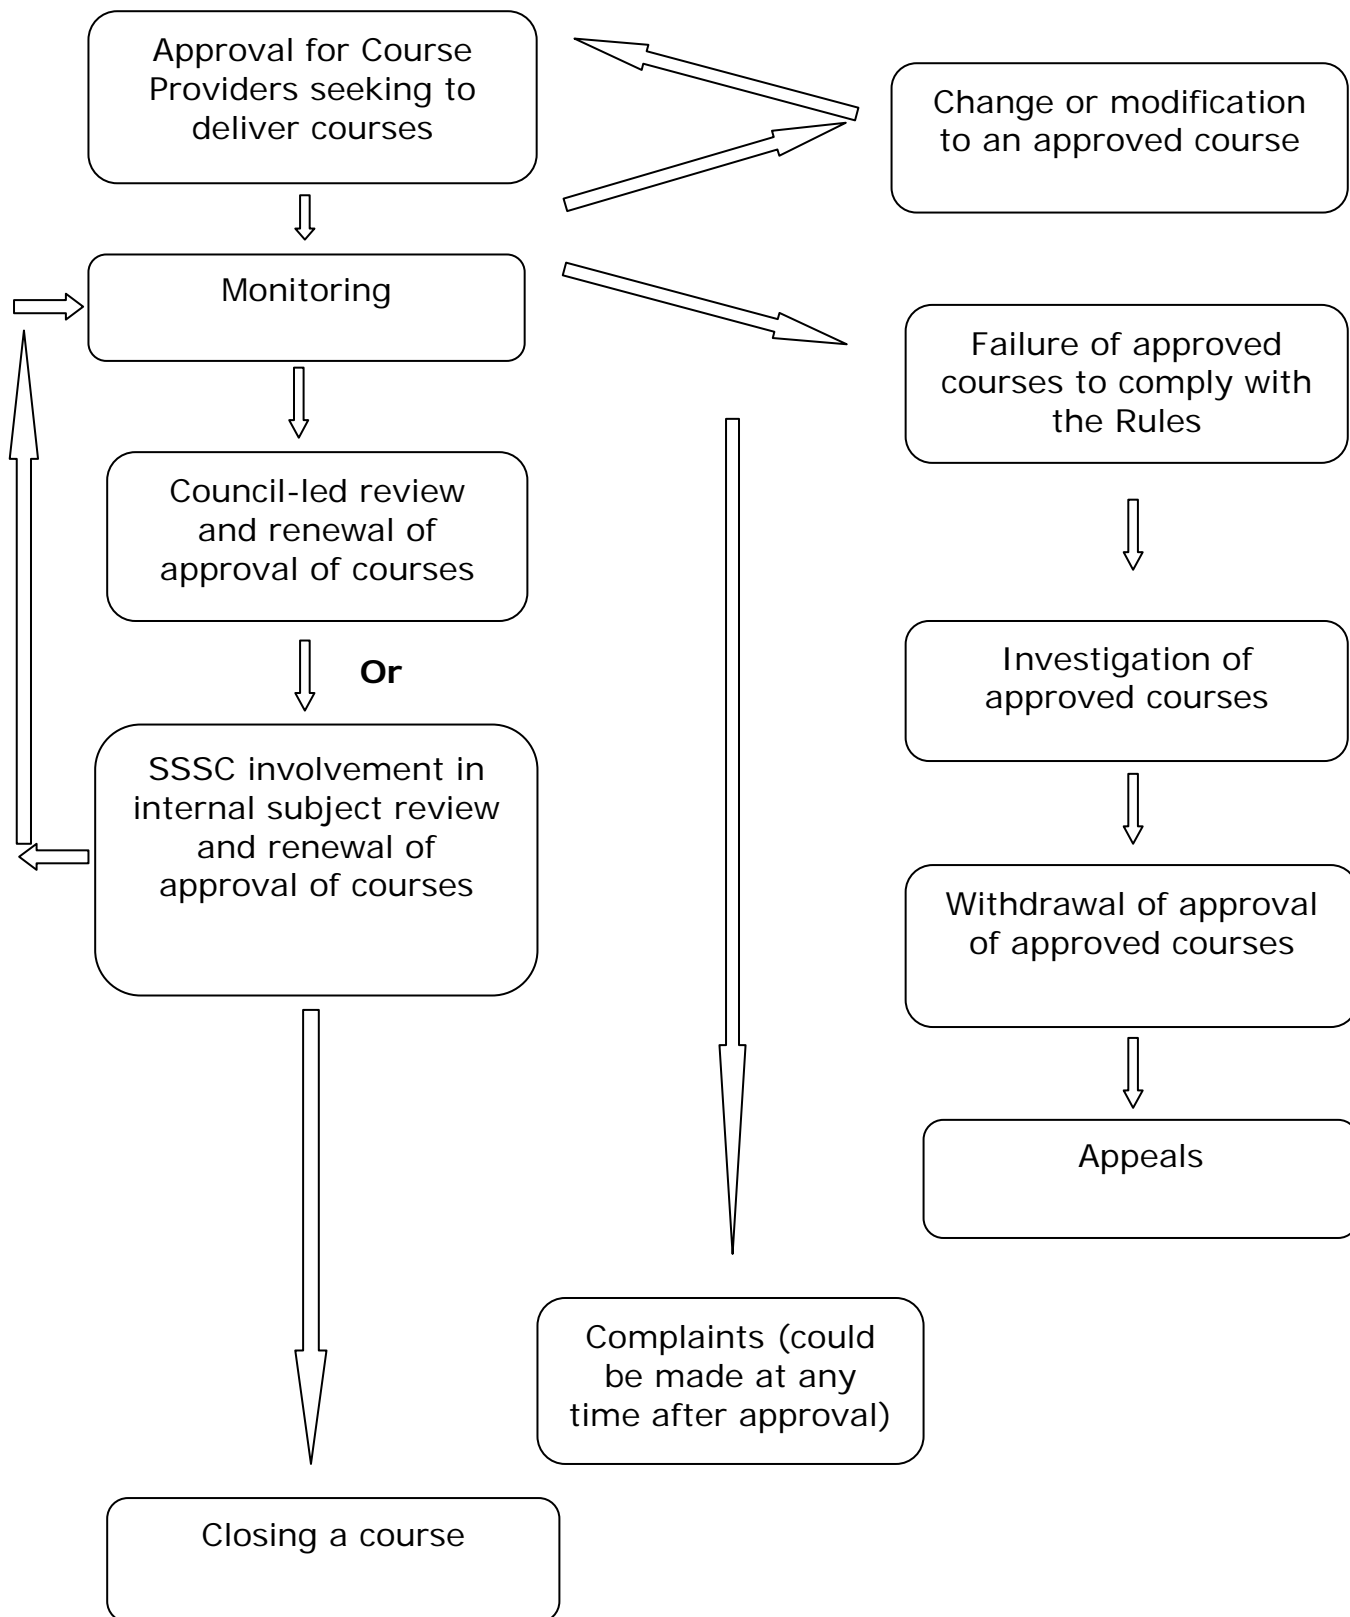 Approval for Course
Providers seeking to
deliver courses
Change or modification
to an approved course
Monitoring
Failure of approved
courses to comply with
the Rules
Council-led review
and renewal of
approval of courses
Or
Investigation of
approved courses
SSSC involvement in
internal subject review
and renewal of
approval of courses
Withdrawal of approval
of approved courses
Appeals
Complaints (could
be made at any
time after approval)
Closing a course